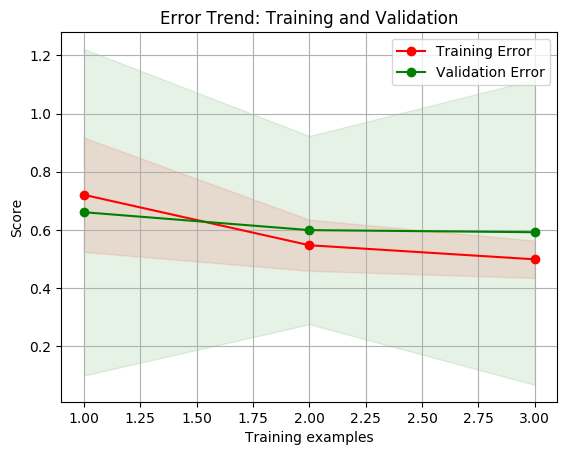 Error Trend: Training and Validation
Training Error
Validation Error
Score
1.2
1.0
0.8
0.6
0.4
0.2
1.00 1.25 1.50 1.75 2.00 2.25 2.50 2.75 3.00
Training examples